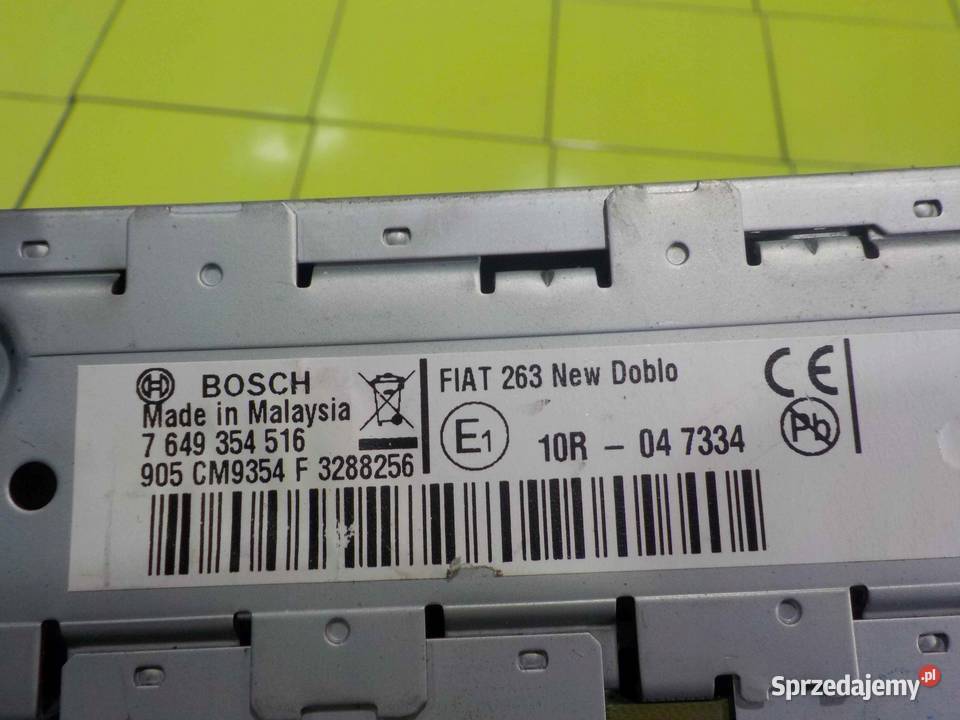 BOSCH
Made in Malaysia
7 649 354 516
905 CM9354 F 3288256
FIAT 263 New Doblo
E1
10R - 04 7334
CE
Pb
Sprzedajemy.pl